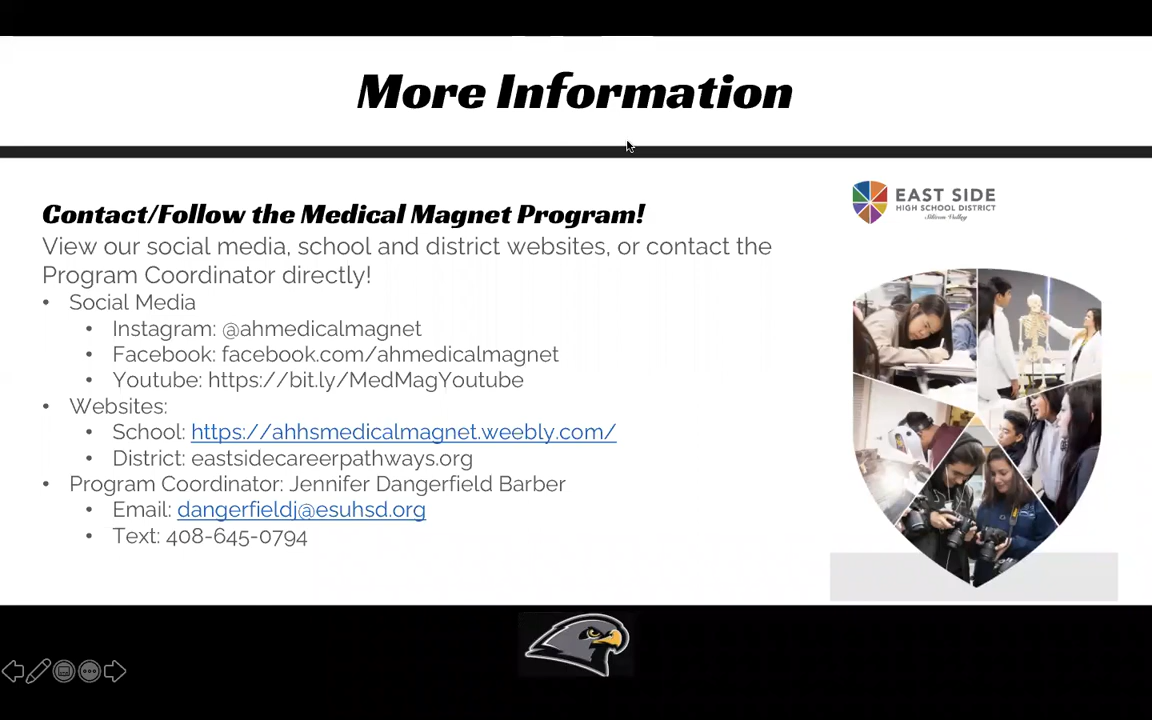 More Information
Contact/Follow the Medical Magnet Program!
View our social media, school and district websites, or contact the
Program Coordinator directly!
• Social Media
• Instagram: @ahmedicalmagnet
• Facebook: facebook.com/ahmedicalmagnet
• Youtube: https://bit.ly/MedMagYoutube
• Websites:
• School: https://ahhsmedicalmagnet.weebly.com/
• District: eastsidecareerpathways.org
• Program Coordinator: Jennifer Dangerfield Barber
• Email: dangerfieldj@esuhsd.org
• Text: 408-645-0794
EAST SIDE
HIGH SCHOOL DISTRICT
Silicon Valley